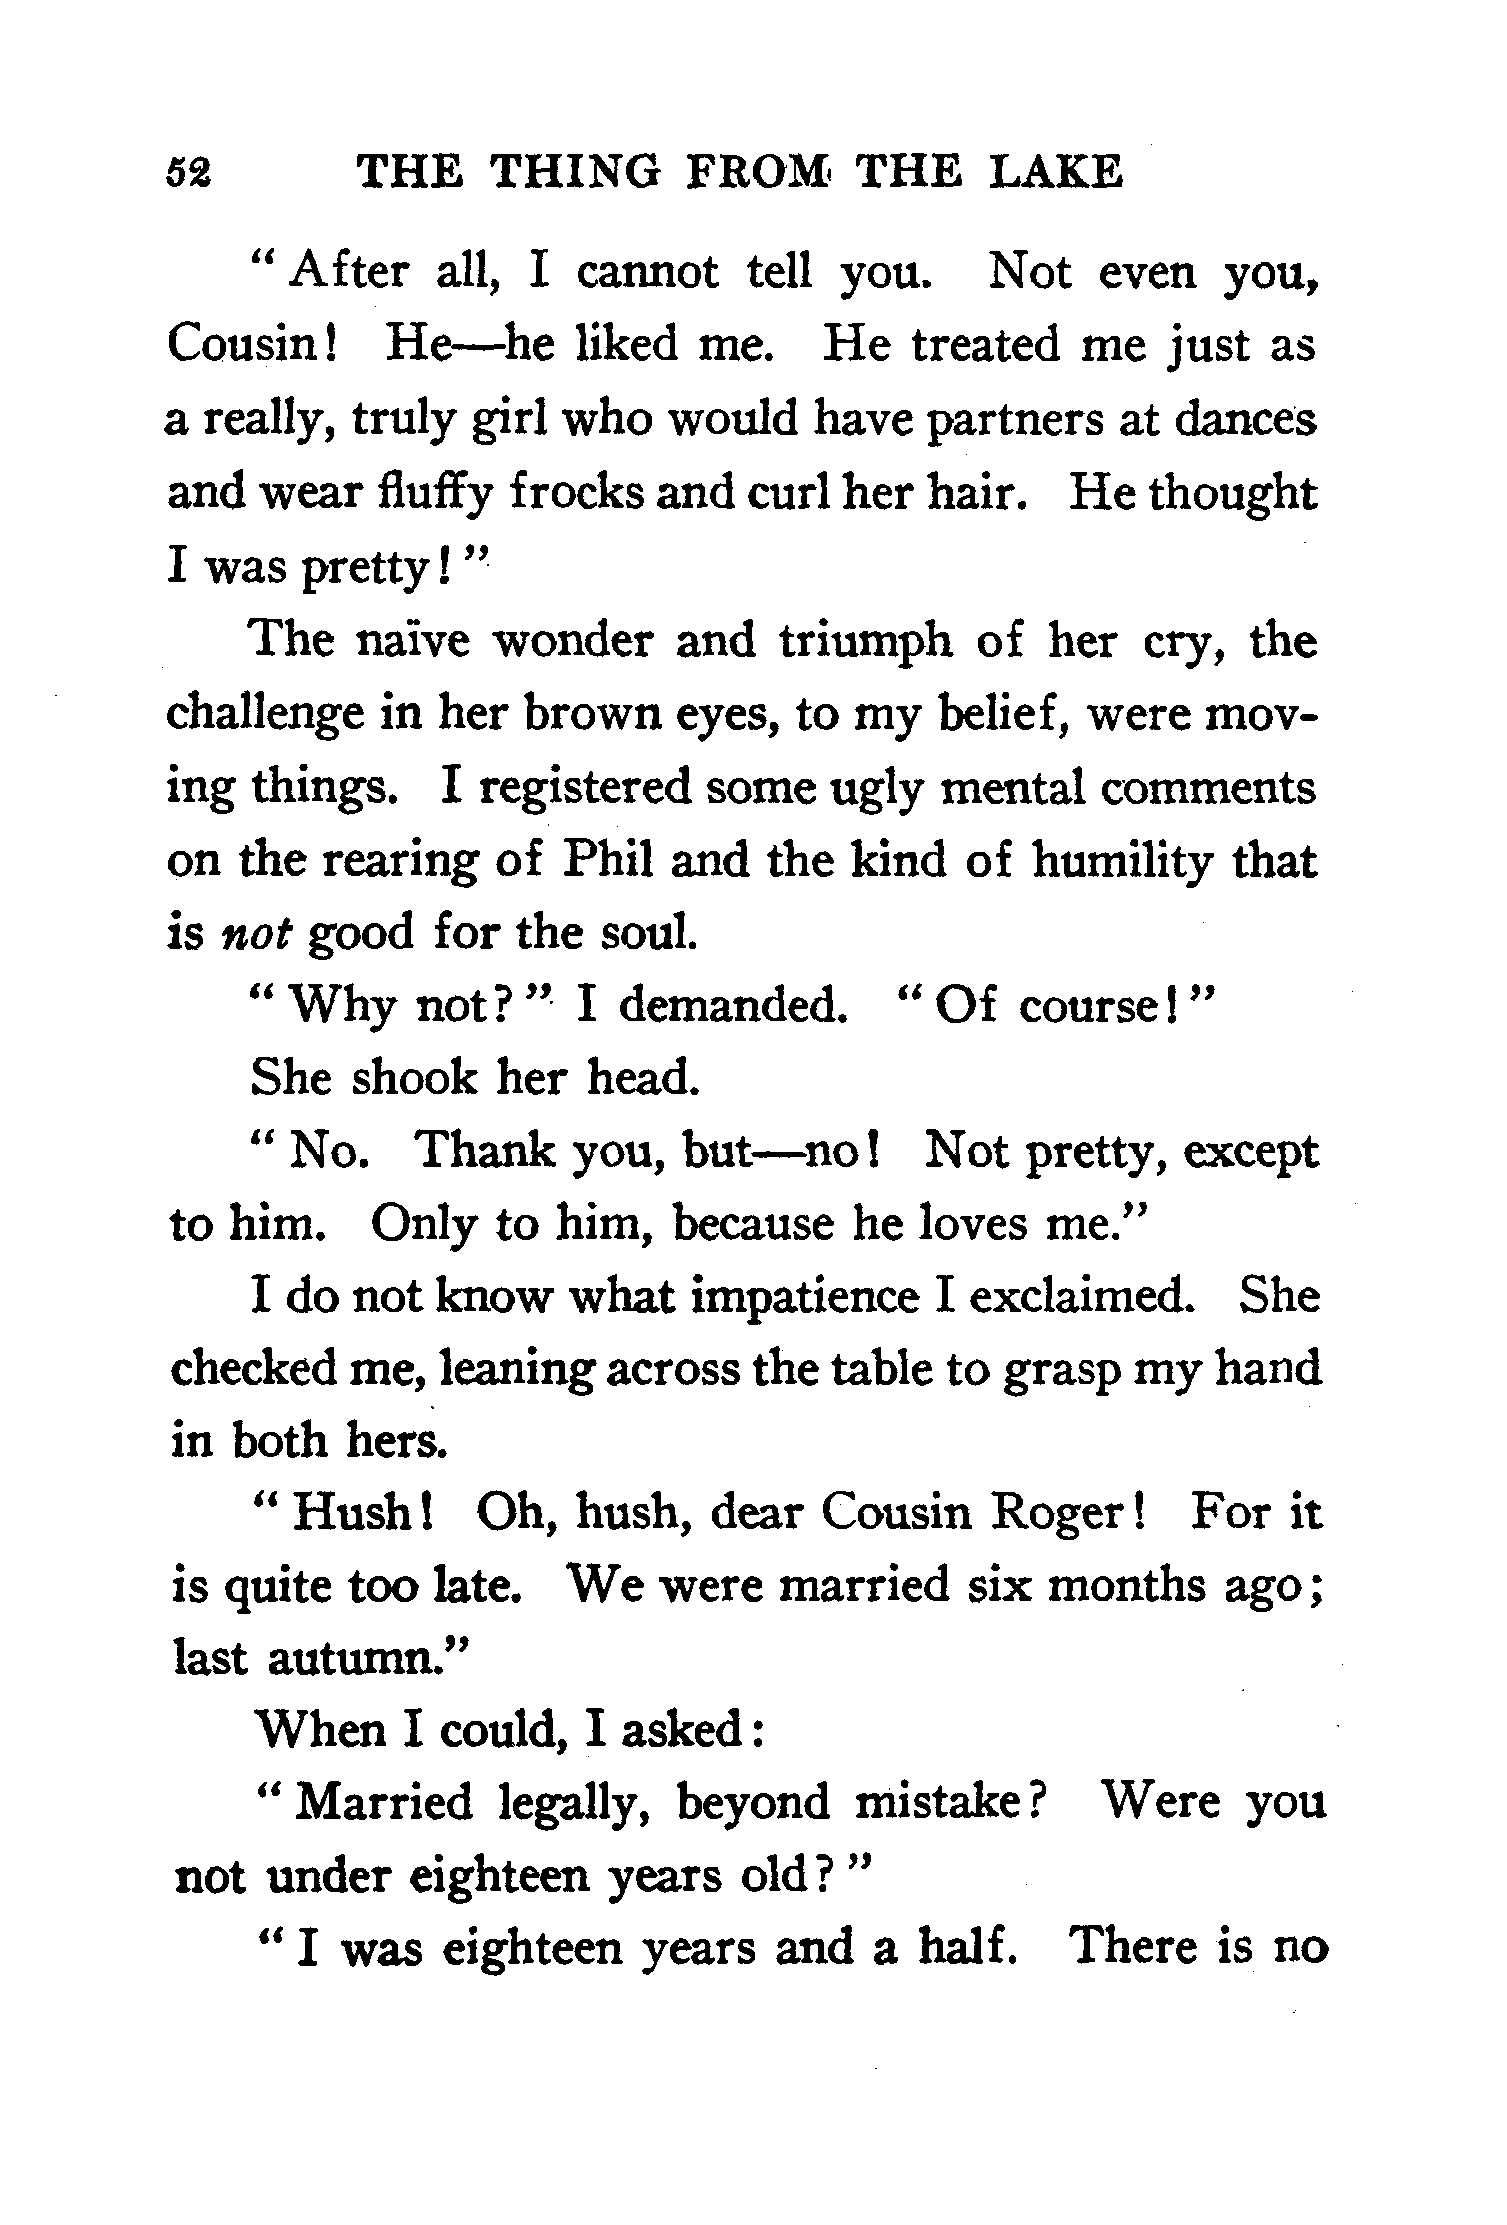 52 THE THING FROM THE LAKE
“After all, I cannot tell you. Not even you,
Cousin! He—he liked me. He treated me just as
a really, truly girl who would have partners at dances
and wear fluffy frocks and curl her hair. He thought
I was pretty!”
The naïve wonder and triumph of her cry, the
challenge in her brown eyes, to my belief, were mov-
ing things. I registered some ugly mental comments
on the rearing of Phil and the kind of humility that
is not good for the soul.
“Why not?” I demanded. “Of course!”
She shook her head.
“No. Thank you, but—no! Not pretty, except
to him. Only to him, because he loves me.”
I do not know what impatience I exclaimed. She
checked me, leaning across the table to grasp my hand
in both hers.
“Hush! Oh, hush, dear Cousin Roger! For it
is quite too late. We were married six months ago;
last autumn.”
When I could, I asked:
“Married legally, beyond mistake? Were you
not under eighteen years old?”
“I was eighteen years and a half. There is no